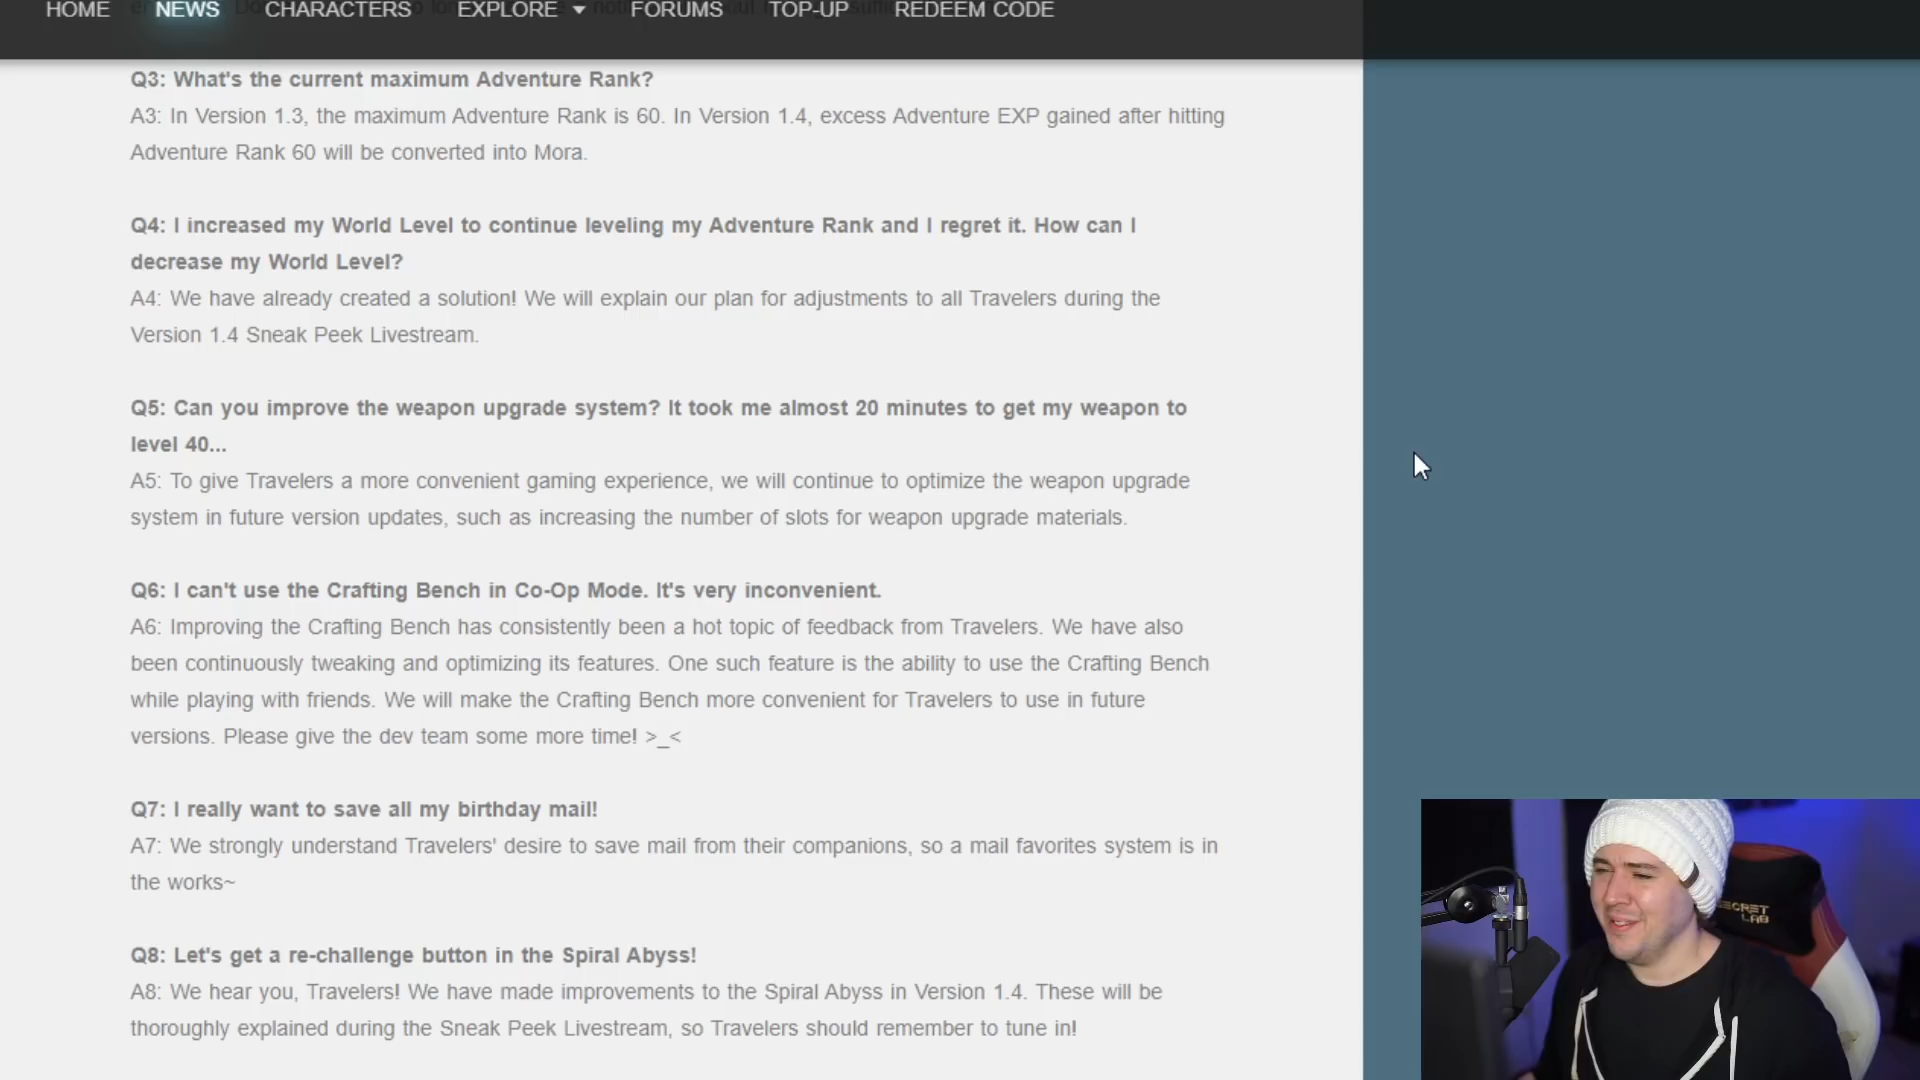 HOME NEWS CHARACTERS EXPLORE FORUMS TOP-UP REDEEM CODE
Q3: What's the current maximum Adventure Rank?
A3: In Version 1.3, the maximum Adventure Rank is 60. In Version 1.4, excess Adventure EXP gained after hitting
Adventure Rank 60 will be converted into Mora.
Q4: I increased my World Level to continue leveling my Adventure Rank and I regret it. How can I
decrease my World Level?
A4: We have already created a solution! We will explain our plan for adjustments to all Travelers during the
Version 1.4 Sneak Peek Livestream.
Q5: Can you improve the weapon upgrade system? It took me almost 20 minutes to get my weapon to
level 40...
A5: To give Travelers a more convenient gaming experience, we will continue to optimize the weapon upgrade
system in future version updates, such as increasing the number of slots for weapon upgrade materials.
Q6: I can't use the Crafting Bench in Co-Op Mode. It's very inconvenient.
A6: Improving the Crafting Bench has consistently been a hot topic of feedback from Travelers. We have also
been continuously tweaking and optimizing its features. One such feature is the ability to use the Crafting Bench
while playing with friends. We will make the Crafting Bench more convenient for Travelers to use in future
versions. Please give the dev team some more time! >_<
Q7: I really want to save all my birthday mail!
A7: We strongly understand Travelers' desire to save mail from their companions, so a mail favorites system is in
the works~
Q8: Let's get a re-challenge button in the Spiral Abyss!
A8: We hear you, Travelers! We have made improvements to the Spiral Abyss in Version 1.4. These will be
thoroughly explained during the Sneak Peek Livestream, so Travelers should remember to tune in!
LAB